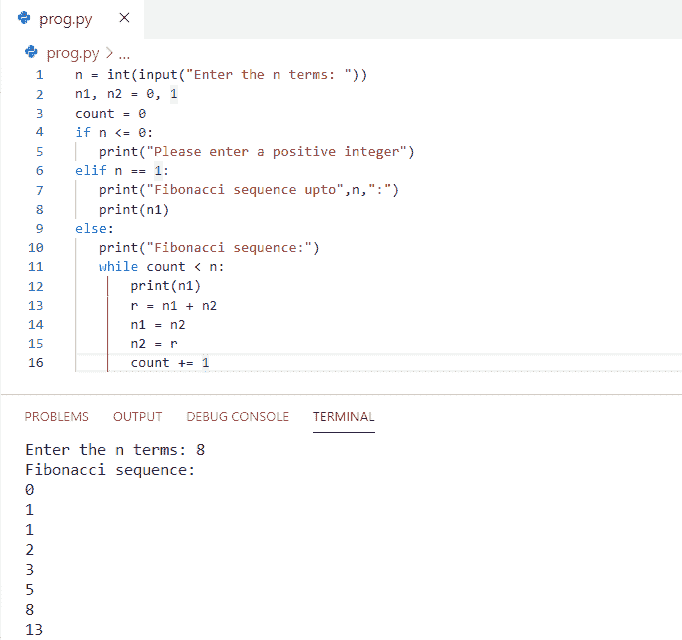 prog.py ×
prog.py > ...
1 n = int(input("Enter the n terms: "))
2 n1, n2 = 0, 1
3 count = 0
4 if n <= 0:
5 print("Please enter a positive integer")
6 elif n == 1:
7 print("Fibonacci sequence upto",n,":")
8 print(n1)
9 else:
10 print("Fibonacci sequence:")
11 while count < n:
12 print(n1)
13 r = n1 + n2
14 n1 = n2
15 n2 = r
16 count += 1
PROBLEMS OUTPUT DEBUG CONSOLE TERMINAL
Enter the n terms: 8
Fibonacci sequence:
0
1
1
2
3
5
8
13